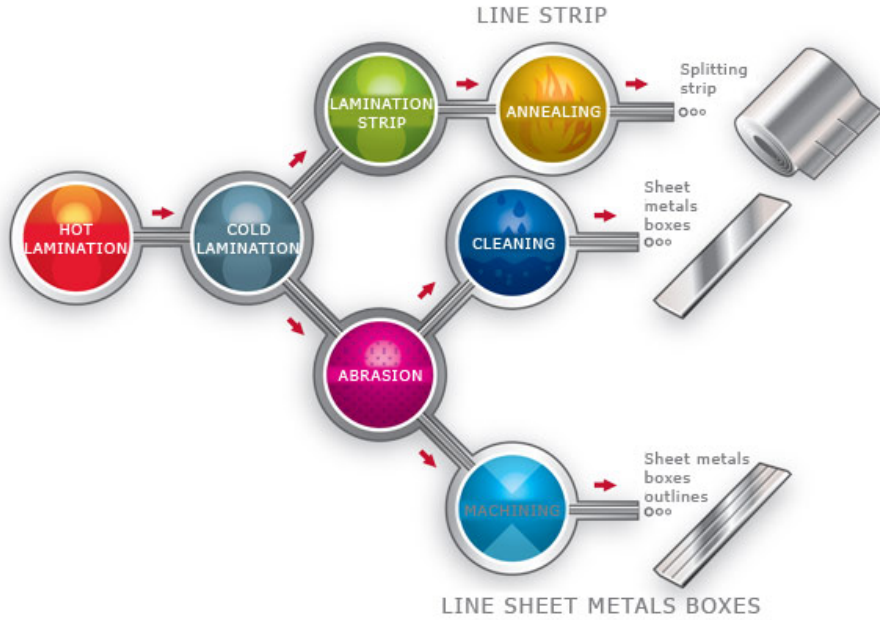 LINE STRIP
LAMINATION
STRIP
ANNEALING
Splitting
strip
HOT
LAMINATION
COLD
LAMINATION
CLEANING
Sheet
metals
boxes
ABRASION
MACHINING
Sheet metals
boxes
outlines
LINE SHEET METALS BOXES